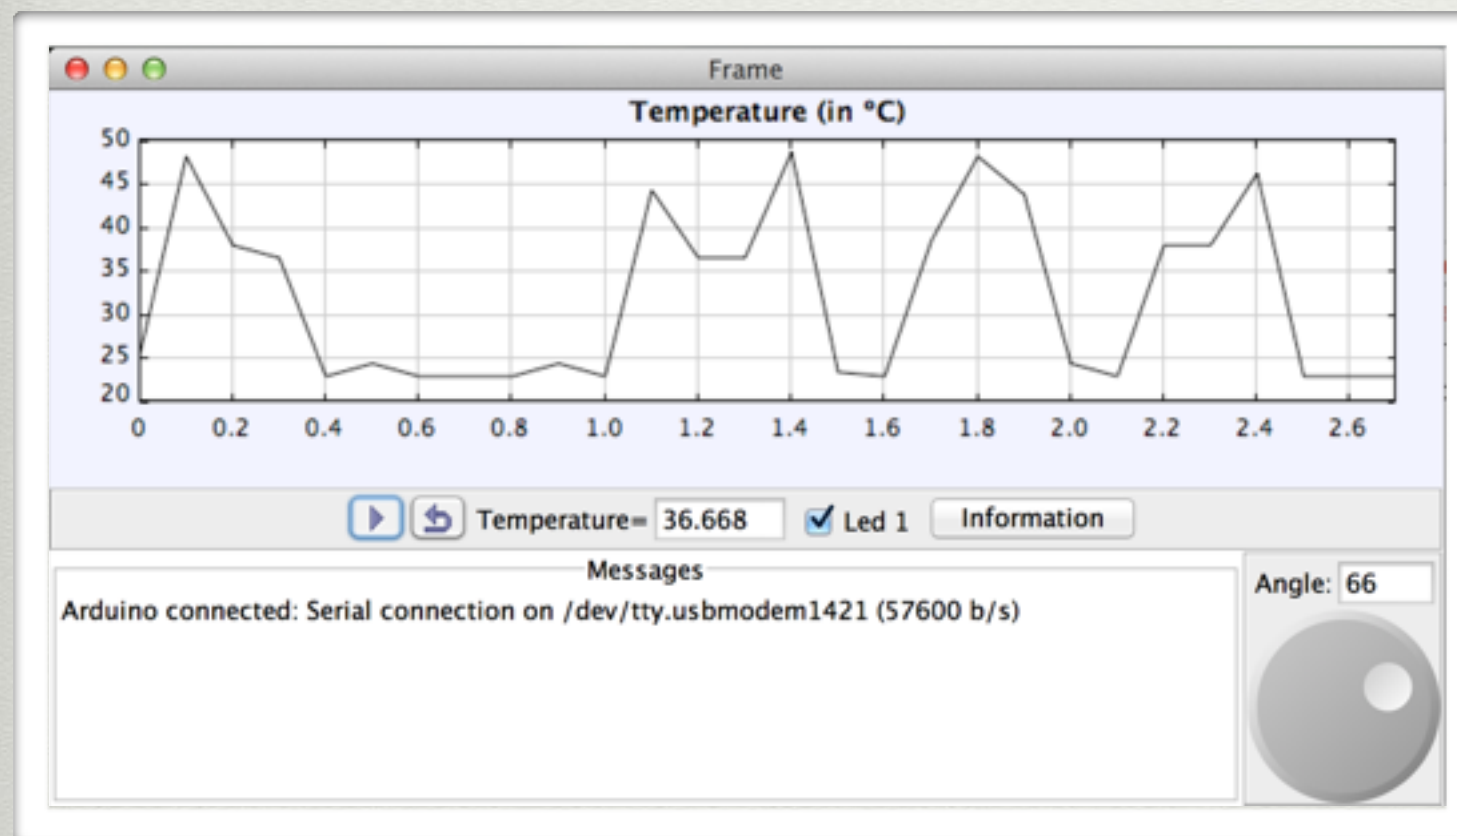 Frame
Temperature (in °C)
50
45
40
35
30
25
20
0 0.2 0.4 0.6 0.8 1.0 1.2 1.4 1.6 1.8 2.0 2.2 2.4 2.6
Temperature= 36.668 Led 1 Information
Messages
Arduino connected: Serial connection on /dev/tty.usbmodem1421 (57600 b/s)
Angle: 66